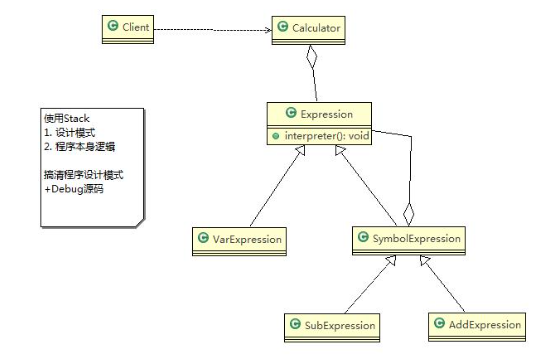 Client
Calculator
Expression
interpreter(): void
使用Stack
1. 设计模式
2. 程序本身逻辑
搞清程序设计模式
+Debug源码
VarExpression
SymbolExpression
SubExpression
AddExpression